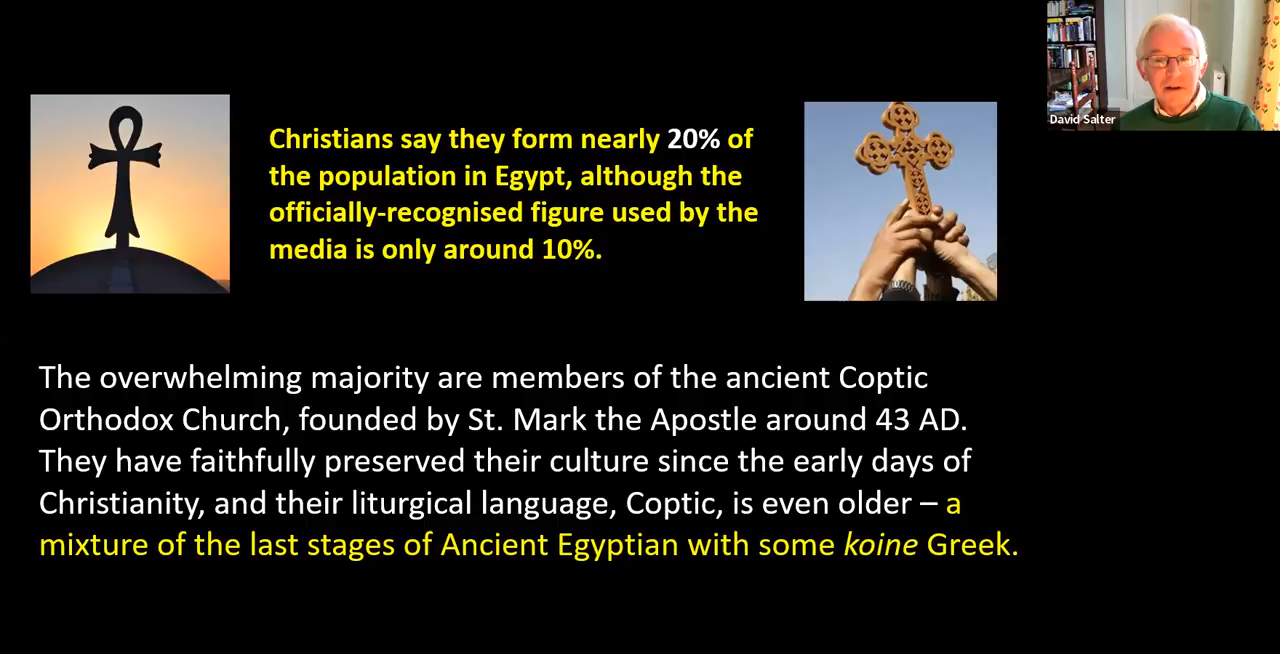 David Salter
Christians say they form nearly 20% of
the population in Egypt, although the
officially-recognised figure used by the
media is only around 10%.
The overwhelming majority are members of the ancient Coptic
Orthodox Church, founded by St. Mark the Apostle around 43 AD.
They have faithfully preserved their culture since the early days of
Christianity, and their liturgical language, Coptic, is even older – a
mixture of the last stages of Ancient Egyptian with some koine Greek.